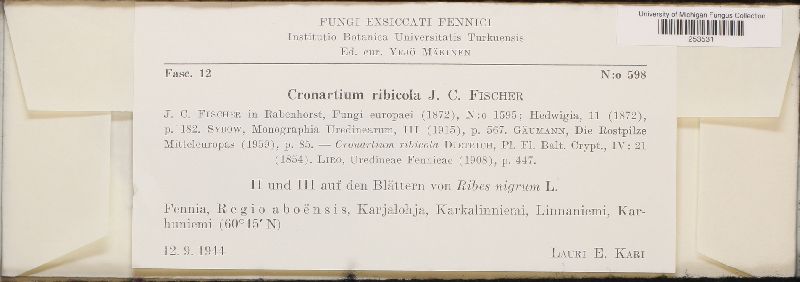 University of Michigan Fungus Collection
253531
FUNGI EXSICCATI FENNICI
Institutio Botanica Universitatis Turkuensis
Ed. cur. YRJÖ MÄKINEN
Fasc. 12 N:o 598
Cronartium ribicola J. C. FISCHER
J. C. FISCHER in Rabenhorst, Fungi europaei (1872), N:o 1595; Hedwigia, 11 (1872),
p. 182. SYDOW, Monographia Uredinearum, III (1915), p. 567. GÄUMANN, Die Rostpilze
Mitteleuropas (1959), p. 85. — Cronartium ribicola DIETRICH, Pl. Fl. Balt. Crypt., IV: 21
(1854). LIRO, Uredineae Fennicae (1908), p. 447.
II und III auf den Blättern von Ribes nigrum L.
Fennia, Regio aboënsis, Karjalohja, Karkalinniemi, Linnaniemi, Kar-
huniemi (60°15′ N)
12. 9. 1944 LAURI E. KARI